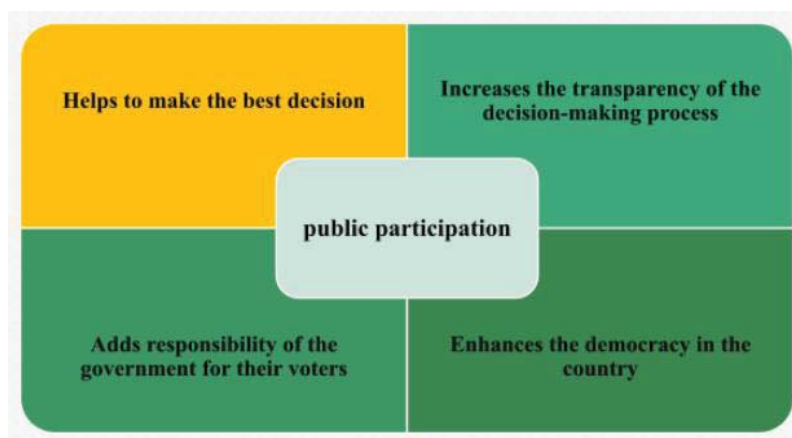 Helps to make the best decision
Increases the transparency of the
decision-making process
public participation
Adds responsibility of the
government for their voters
Enhances the democracy in the
country